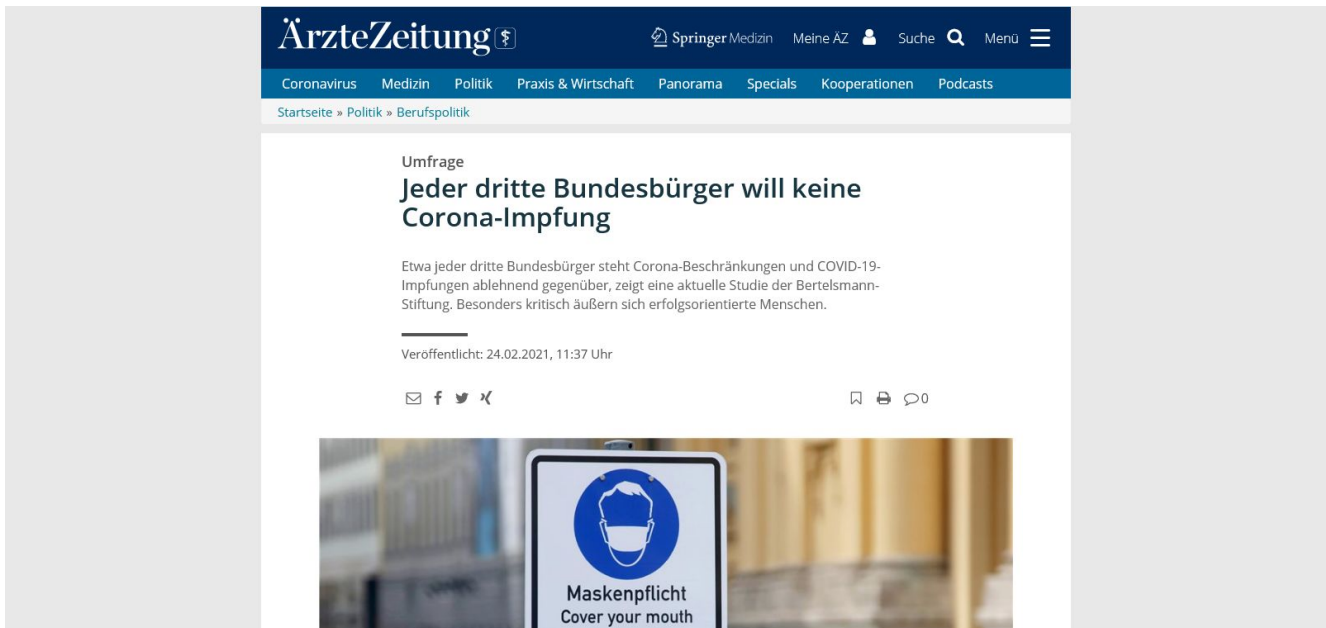 ÄrzteZeitung
Springer Medizin Meine ÄZ Suche Menü
Coronavirus Medizin Politik Praxis & Wirtschaft Panorama Specials Kooperationen Podcasts
Startseite » Politik » Berufspolitik
Umfrage
Jeder dritte Bundesbürger will keine
Corona-Impfung
Etwa jeder dritte Bundesbürger steht Corona-Beschränkungen und COVID-19-
Impfungen ablehnend gegenüber, zeigt eine aktuelle Studie der Bertelsmann-
Stiftung. Besonders kritisch äußern sich erfolgsorientierte Menschen.
Veröffentlicht: 24.02.2021, 11:37 Uhr
0
Maskenpflicht
Cover your mouth